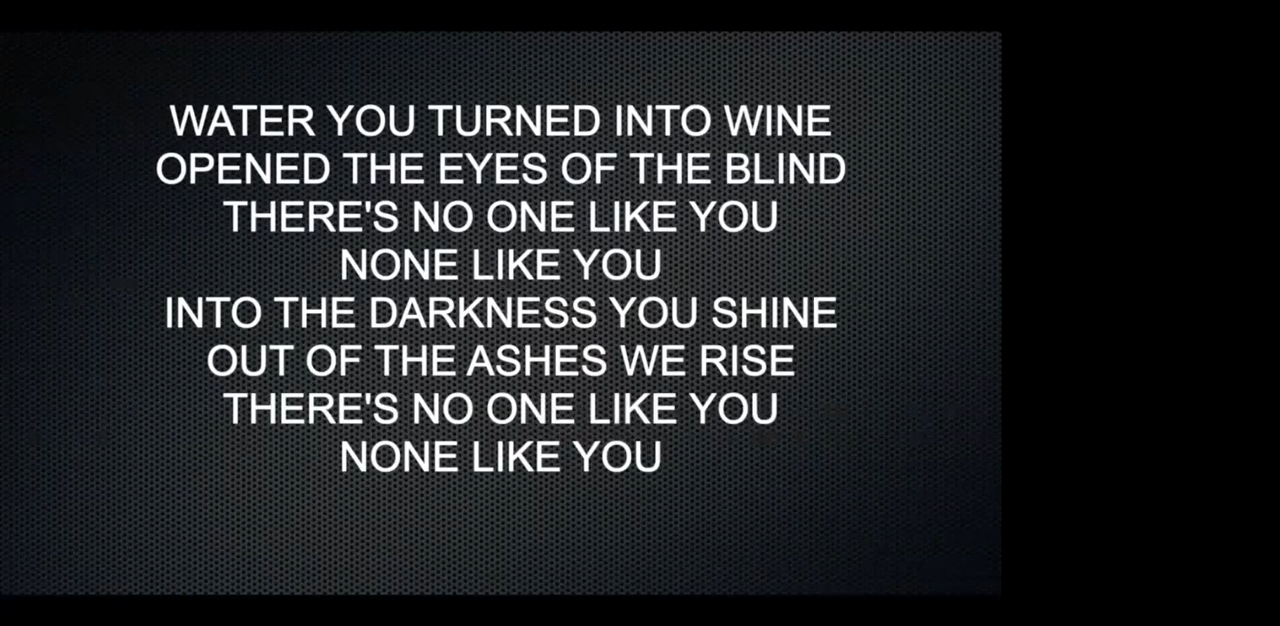 WATER YOU TURNED INTO WINE
OPENED THE EYES OF THE BLIND
THERE'S NO ONE LIKE YOU
NONE LIKE YOU
INTO THE DARKNESS YOU SHINE
OUT OF THE ASHES WE RISE
THERE'S NO ONE LIKE YOU
NONE LIKE YOU